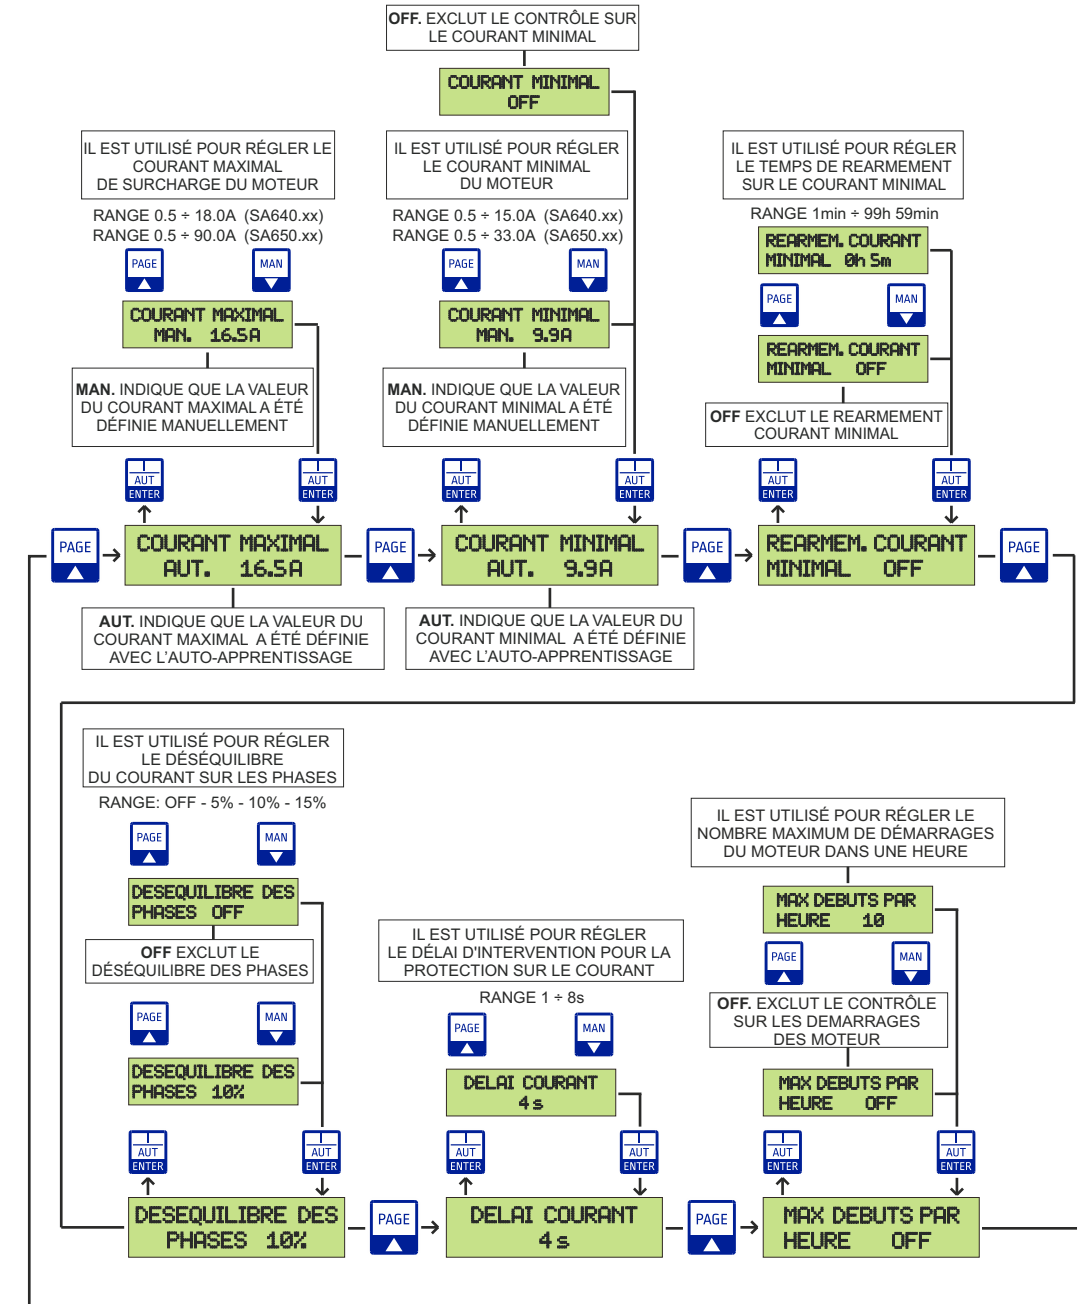 OFF. EXCLUT LE CONTRÔLE SUR
LE COURANT MINIMAL
COURANT MINIMAL
OFF
IL EST UTILISÉ POUR RÉGLER LE
COURANT MAXIMAL
DE SURCHARGE DU MOTEUR
RANGE 0.5 ÷ 18.0A (SA640.xx)
RANGE 0.5 ÷ 90.0A (SA650.xx)
PAGE
MAN
COURANT MAXIMAL
MAN. 16.5A
MAN. INDIQUE QUE LA VALEUR
DU COURANT MAXIMAL A ÉTÉ
DÉFINIE MANUELLEMENT
AUT
ENTER
AUT
ENTER
IL EST UTILISÉ POUR RÉGLER
LE COURANT MINIMAL
DU MOTEUR
RANGE 0.5 ÷ 15.0A (SA640.xx)
RANGE 0.5 ÷ 33.0A (SA650.xx)
PAGE
MAN
COURANT MINIMAL
MAN. 9.9A
MAN. INDIQUE QUE LA VALEUR
DU COURANT MINIMAL A ÉTÉ
DÉFINIE MANUELLEMENT
AUT
ENTER
AUT
ENTER
IL EST UTILISÉ POUR RÉGLER
LE TEMPS DE REARMEMENT
SUR LE COURANT MINIMAL
RANGE 1min ÷ 99h 59min
REARMEM. COURANT
MINIMAL 0h 5m
PAGE
MAN
REARMEM. COURANT
MINIMAL OFF
OFF EXCLUT LE REARMEMENT
COURANT MINIMAL
AUT
ENTER
AUT
ENTER
PAGE
COURANT MAXIMAL
AUT. 16.5A
PAGE
COURANT MINIMAL
AUT. 9.9A
PAGE
REARMEM. COURANT
MINIMAL OFF
PAGE
AUT. INDIQUE QUE LA VALEUR DU
COURANT MAXIMAL A ÉTÉ DÉFINIE
AVEC L'AUTO-APPRENTISSAGE
AUT. INDIQUE QUE LA VALEUR DU
COURANT MINIMAL A ÉTÉ DÉFINIE
AVEC L'AUTO-APPRENTISSAGE
IL EST UTILISÉ POUR RÉGLER
LE DÉSÉQUILIBRE
DU COURANT SUR LES PHASES
RANGE: OFF - 5% - 10% - 15%
PAGE
MAN
DESEQUILIBRE DES
PHASES OFF
OFF EXCLUT LE
DÉSÉQUILIBRE DES PHASES
PAGE
MAN
DESEQUILIBRE DES
PHASES 10%
AUT
ENTER
AUT
ENTER
IL EST UTILISÉ POUR RÉGLER
LE DÉLAI D'INTERVENTION POUR LA
PROTECTION SUR LE COURANT
RANGE 1 ÷ 8s
PAGE
MAN
DELAI COURANT
4s
AUT
ENTER
AUT
ENTER
IL EST UTILISÉ POUR RÉGLER LE
NOMBRE MAXIMUM DE DÉMARRAGES
DU MOTEUR DANS UNE HEURE
MAX DEBUTS PAR
HEURE 10
PAGE
MAN
OFF. EXCLUT LE CONTRÔLE
SUR LES DEMARRAGES
DES MOTEUR
MAX DEBUTS PAR
HEURE OFF
AUT
ENTER
AUT
ENTER
DESEQUILIBRE DES
PHASES 10%
PAGE
DELAI COURANT
4s
PAGE
MAX DEBUTS PAR
HEURE OFF